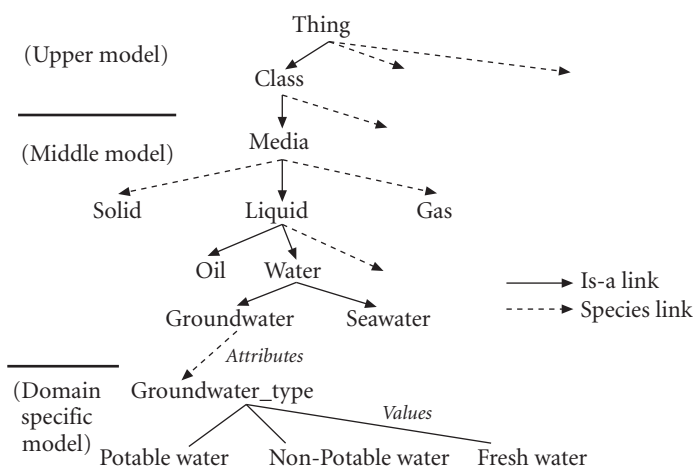 Thing
(Upper model)
Class
Media
(Middle model)
Solid
Liquid
Gas
Oil
Water
Is-a link
Species link
Groundwater
Seawater
Attributes
(Domain
specific
model)
Groundwater_type
Values
Potable water
Non-Potable water
Fresh water